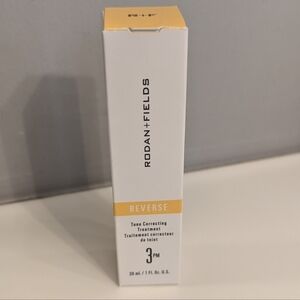 R+F
RODAN+FIELDS
REVERSE
Tone Correcting
Treatment
Traitement correcteur
de teint
3PM
30 mL / 1 Fl. Oz. U.S.